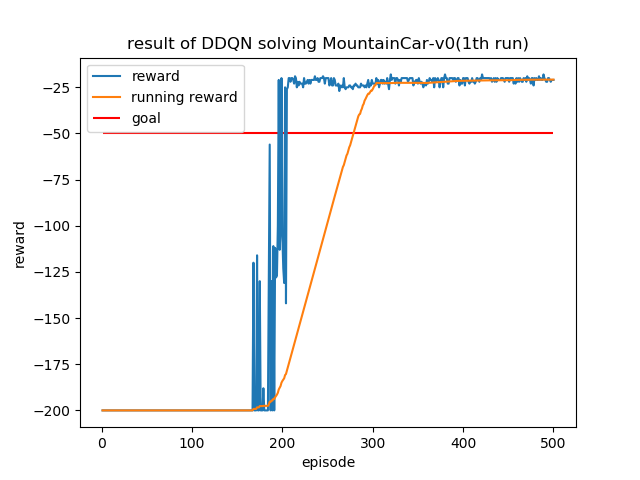 result of DDQN solving MountainCar-v0(1th run)
reward
running reward
goal
−25
−50
−75
−100
−125
−150
−175
−200
reward
0
100
200
300
400
500
episode